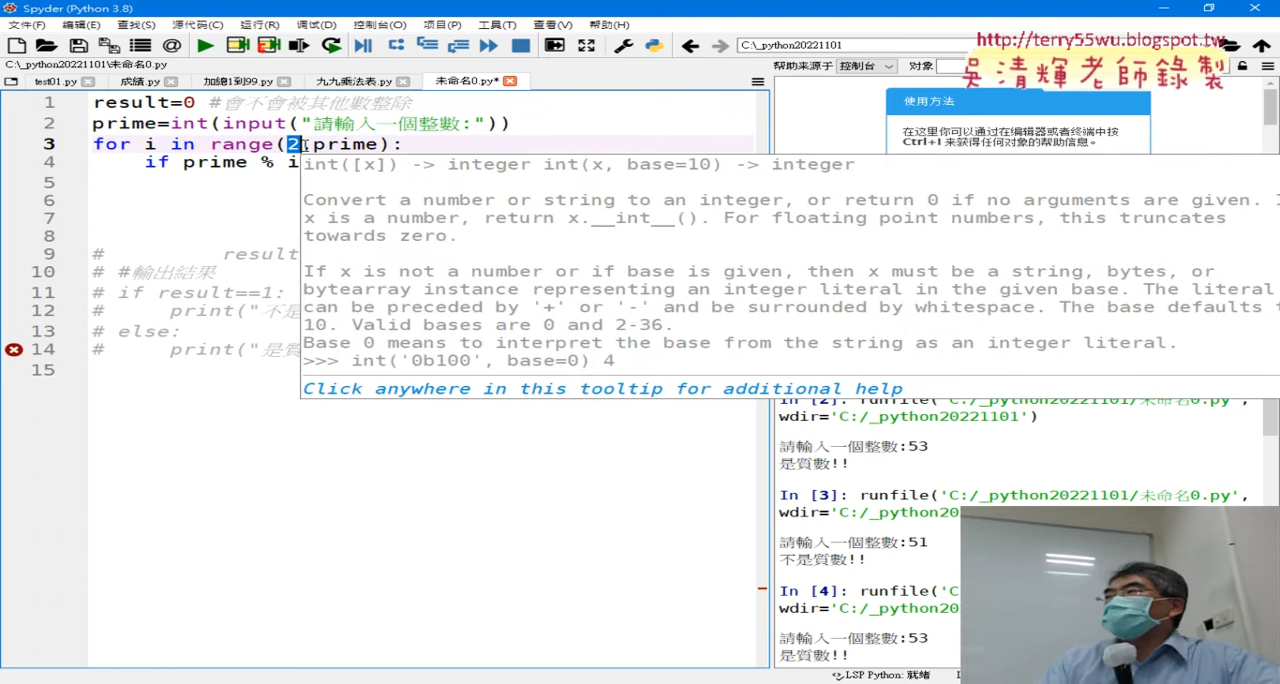 Spyder (Python 3.8)
文件(F) 编辑(E) 查找(S) 源代码(C) 运行(R) 调试(D) 控制台(O) 项目(P) 工具(T) 查看(V) 帮助(H)
C:\_python20221101
http://terry55wu.blogspot.tw
吳清輝老師錄製
C:\_python20221101\未命名0.py
帮助来源于 控制台 对象
test01.py 成績.py 加總1到99.py 九九乘法表.py 未命名0.py*
使用方法
在这里你可以通过在编辑器或者终端中按
Ctrl+I 来获得任何对象的帮助信息。
1 result=0 #會不會被其他數整除
2 prime=int(input("請輸入一個整數:"))
3 for i in range(2,prime):
4 if prime % i
5
6
7
8
9 # result
10 # #輸出結果
11 # if result==1:
12 # print("不是
13 # else:
14 # print("是質
15
int([x]) -> integer int(x, base=10) -> integer
Convert a number or string to an integer, or return 0 if no arguments are given. I
x is a number, return x.__int__(). For floating point numbers, this truncates
towards zero.
If x is not a number or if base is given, then x must be a string, bytes, or
bytearray instance representing an integer literal in the given base. The literal
can be preceded by '+' or '-' and be surrounded by whitespace. The base defaults t
10. Valid bases are 0 and 2-36.
Base 0 means to interpret the base from the string as an integer literal.
>>> int('0b100', base=0) 4
Click anywhere in this tooltip for additional help
In [2]: runfile('C:/_python20221101/未命名0.py',
wdir='C:/_python20221101')
請輸入一個整數:53
是質數!!
In [3]: runfile('C:/_python20221101/未命名0.py',
wdir='C:/_python20
請輸入一個整數:51
不是質數!!
In [4]: runfile('C
wdir='C:/_python20
請輸入一個整數:53
是質數!!
LSP Python: 就绪